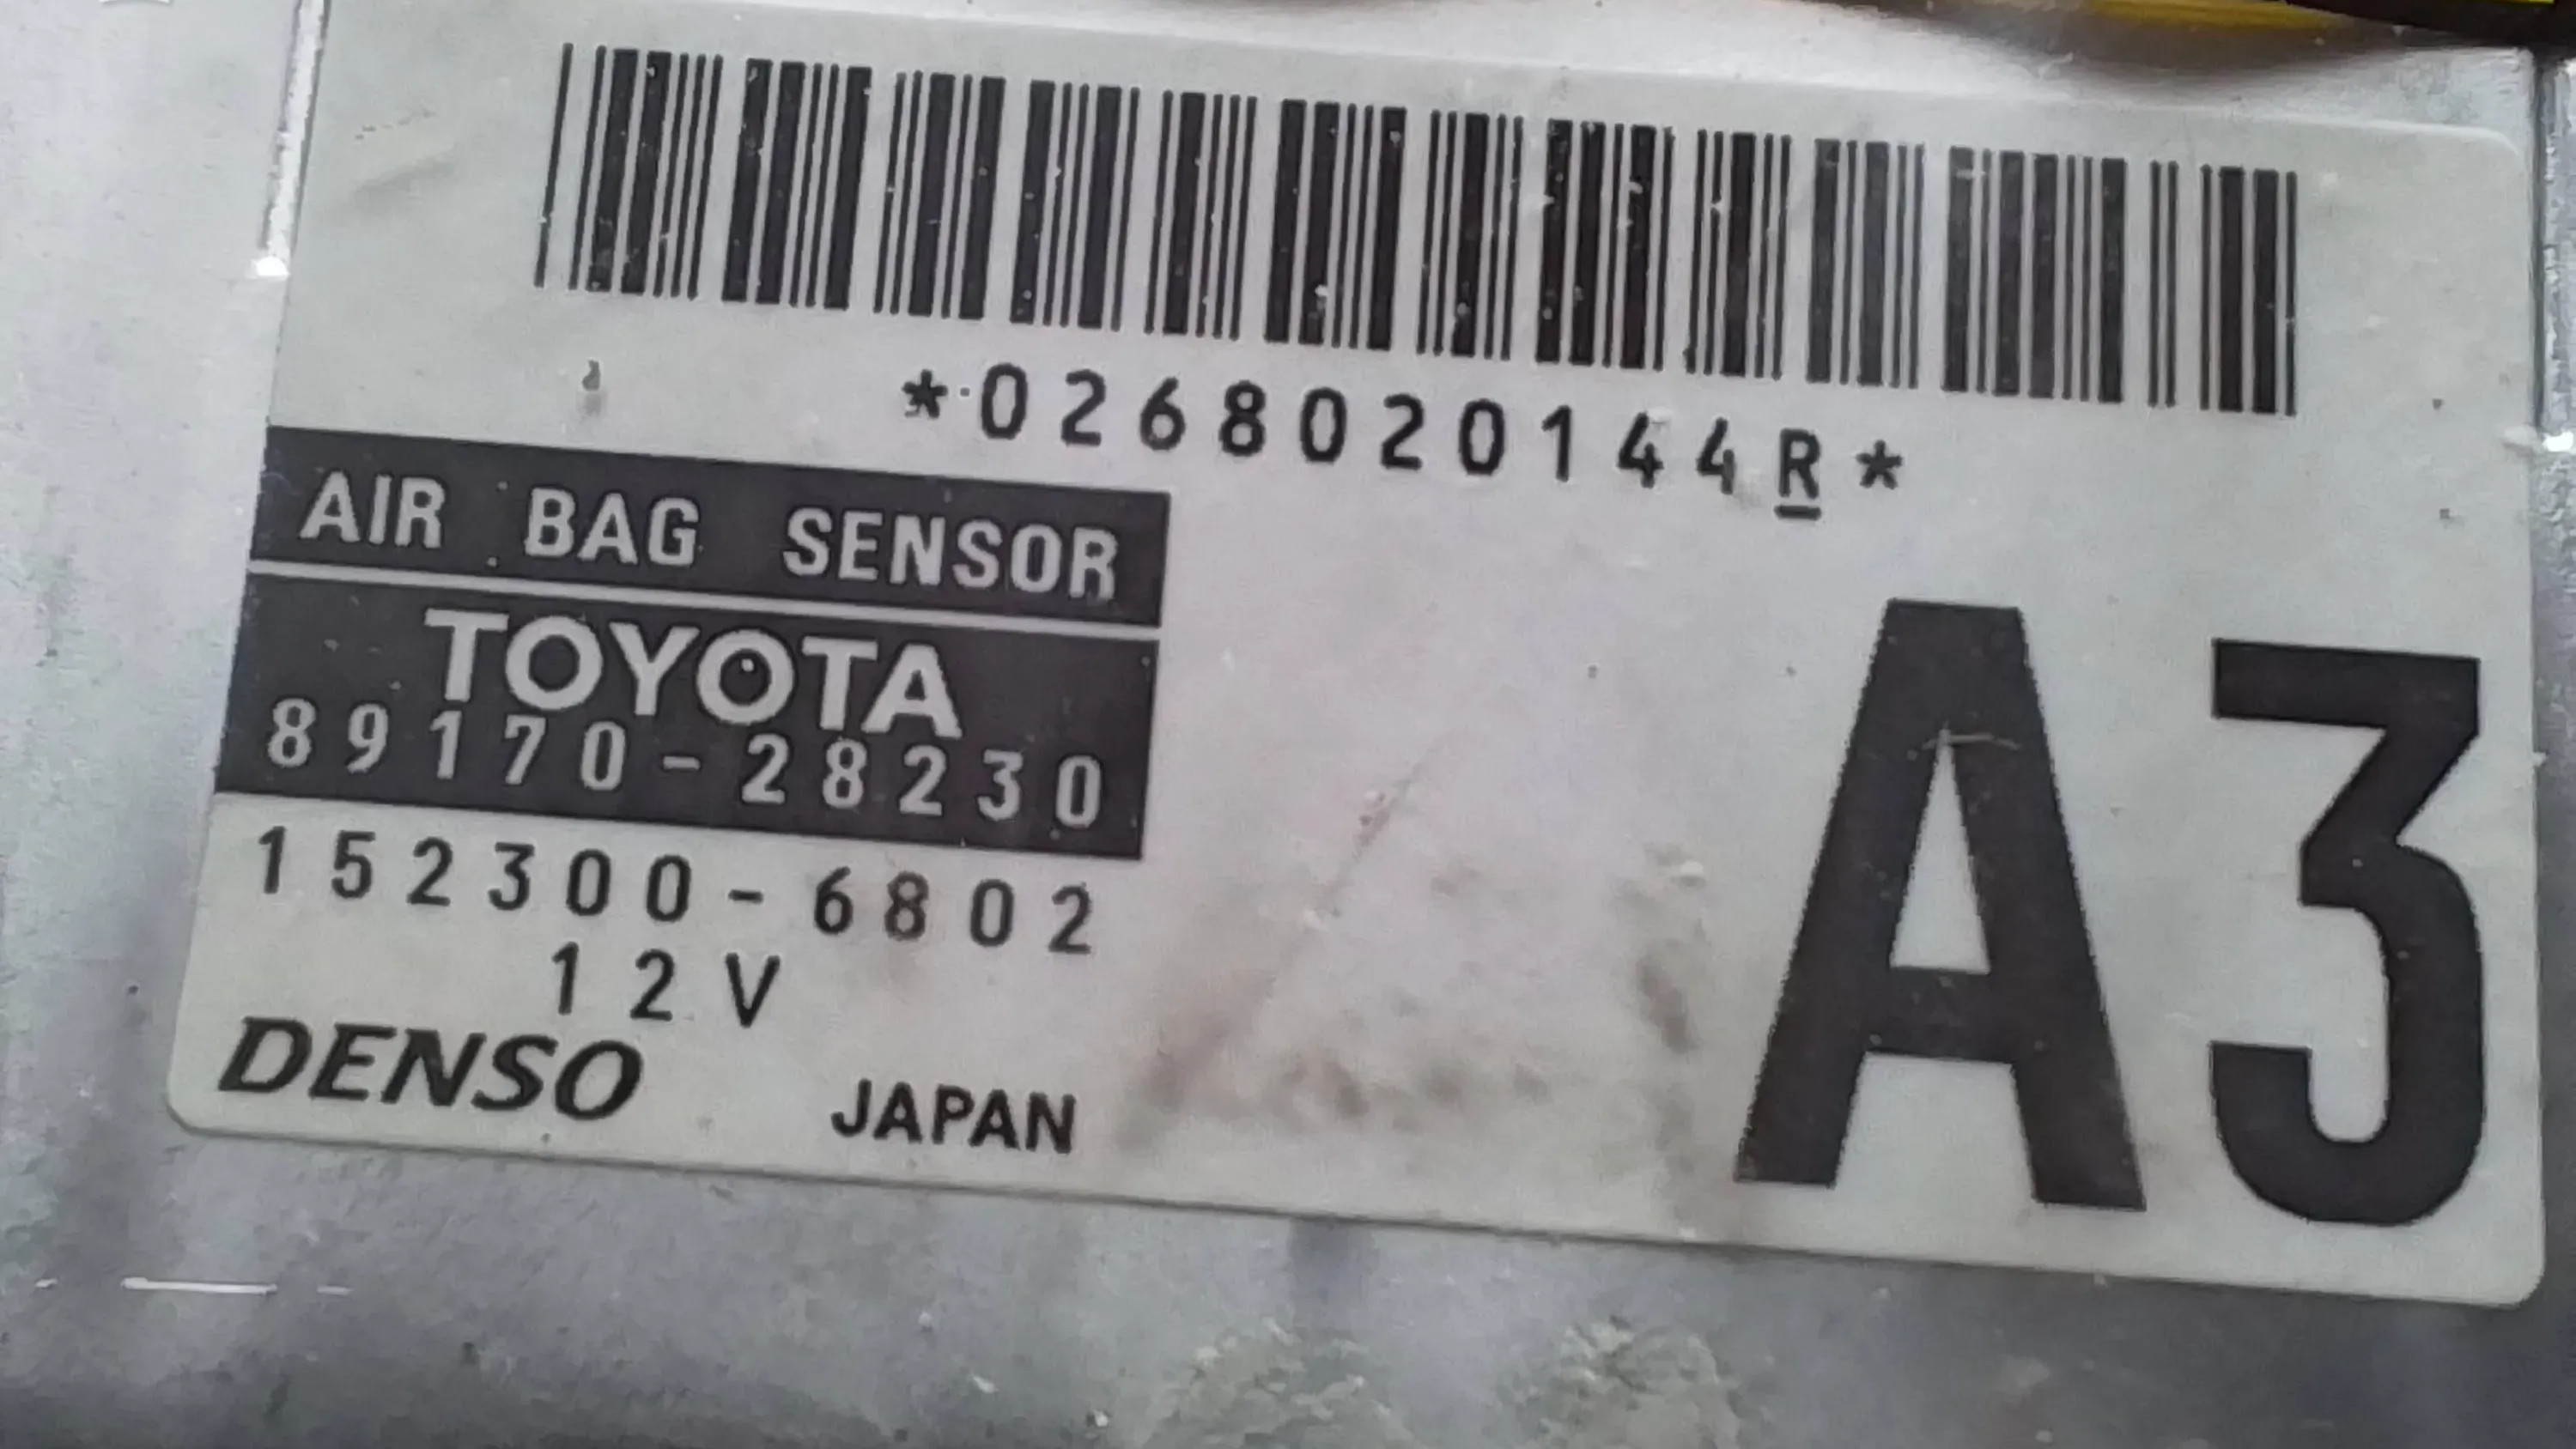 *0268020144R*
AIR BAG SENSOR
TOYOTA
89170-28230
152300-6802
12V
DENSO JAPAN
A3